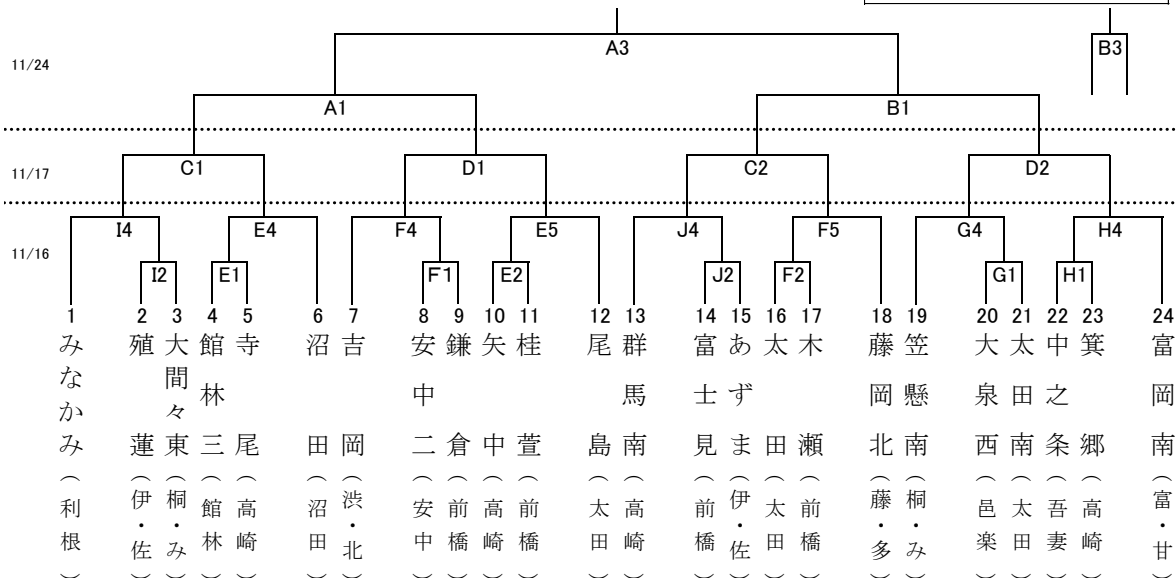 A3 B3
11/24
A1 B1
11/17 C1 D1 C2 D2
I4 E4 F4 E5 J4 F5 G4 H4
11/16 I2 E1 F1 E2 J2 F2 G1 H1
1 2 3 4 5 6 7 8 9 10 11 12 13 14 15 16 17 18 19 20 21 22 23 24
みなかみ(利根)
殖蓮(伊・佐)
大間々東(桐・み)
館林三(館林)
寺尾(高崎)
沼田(沼田)
吉岡(渋・北)
安中二(安中)
鎌倉(前橋)
矢中(高崎)
桂萱(前橋)
尾島(太田)
群馬南(高崎)
富士見(前橋)
あずま(伊・佐)
太田(太田)
木瀬(前橋)
藤岡北(藤・多)
笠懸南(桐・み)
大泉西(邑楽)
太田南(太田)
中之条(吾妻)
箕郷(高崎)
富岡南(富・甘)